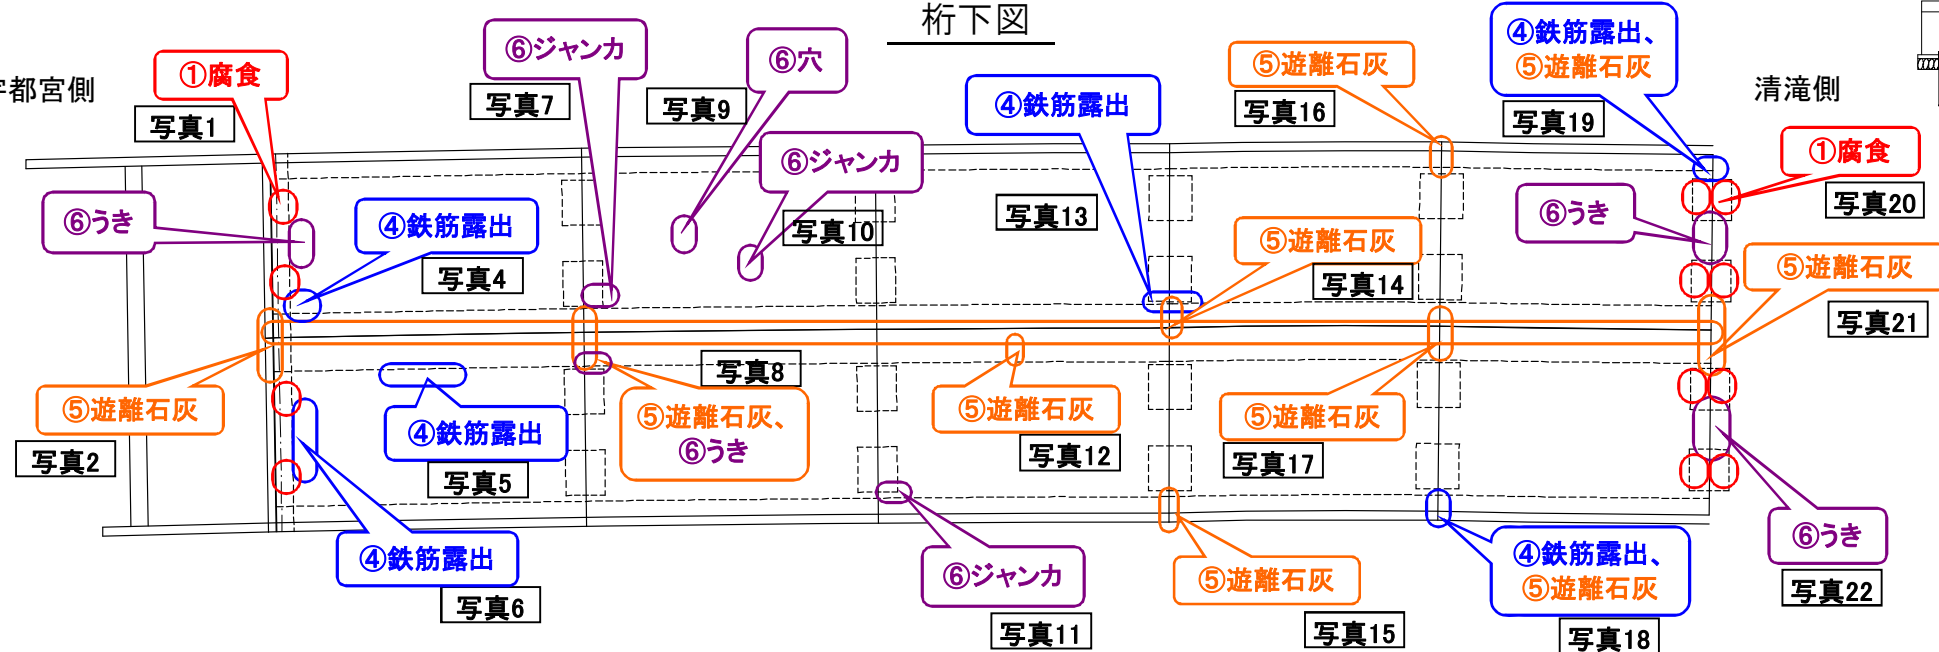 桁下図
宇都宮側
清滝側
①腐食
写真1
⑥ジャンカ
写真7
⑥穴
写真9
⑥ジャンカ
写真10
④鉄筋露出
写真13
⑤遊離石灰
写真16
④鉄筋露出、
⑤遊離石灰
写真19
①腐食
写真20
⑥うき
④鉄筋露出
写真4
⑤遊離石灰
写真14
⑥うき
⑤遊離石灰
写真21
⑤遊離石灰
写真2
④鉄筋露出
写真5
写真8
⑤遊離石灰、
⑥うき
⑤遊離石灰
写真12
⑤遊離石灰
写真17
④鉄筋露出
写真6
⑥ジャンカ
写真11
⑤遊離石灰
写真15
④鉄筋露出、
⑤遊離石灰
写真18
⑥うき
写真22